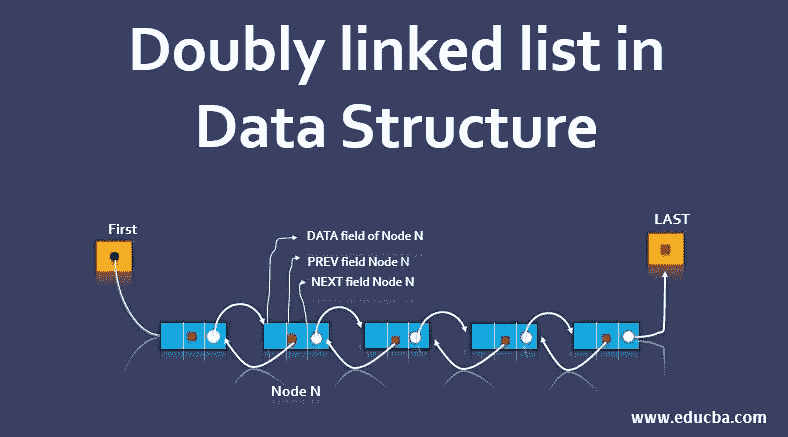 Doubly linked list in
Data Structure
First
LAST
DATA field of Node N
PREV field Node N
NEXT field Node N
Node N
www.educba.com